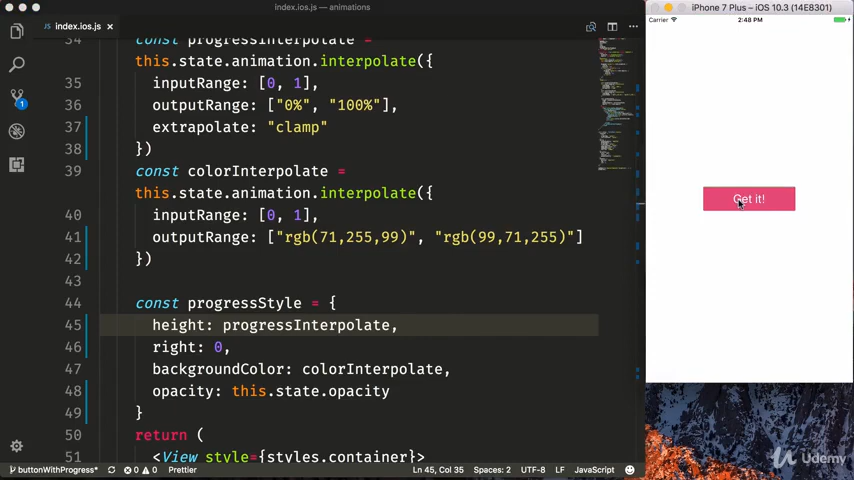 index.ios.js — animations
iPhone 7 Plus – iOS 10.3 (14E8301)
JS index.ios.js ×
Carrier 2:48 PM
34 const progressInterpolate =
this.state.animation.interpolate({
35 inputRange: [0, 1],
36 outputRange: ["0%", "100%"],
37 extrapolate: "clamp"
38 })
39 const colorInterpolate =
this.state.animation.interpolate({
40 inputRange: [0, 1],
41 outputRange: ["rgb(71,255,99)", "rgb(99,71,255)"]
42 })
43
44 const progressStyle = {
45 height: progressInterpolate,
46 right: 0,
47 backgroundColor: colorInterpolate,
48 opacity: this.state.opacity
49 }
50 return (
51 <View style={styles.container}>
1
Get it!
buttonWithProgress* 0 0 Prettier Ln 45, Col 35 Spaces: 2 UTF-8 LF JavaScript
Udemy